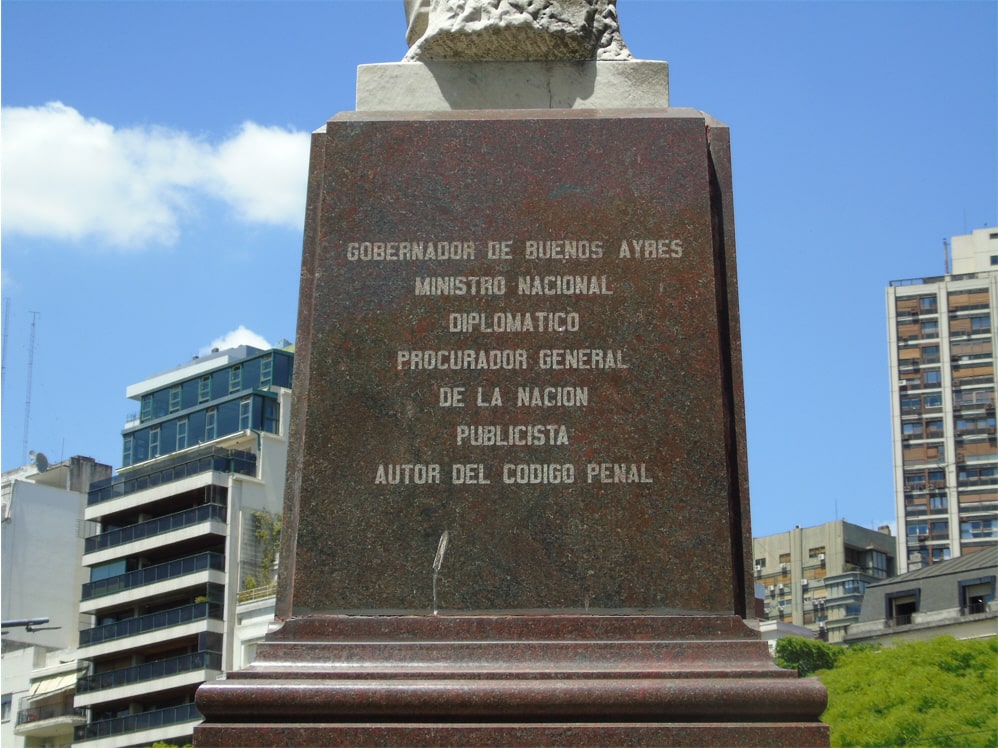 GOBERNADOR DE BUENOS AYRES
MINISTRO NACIONAL
DIPLOMATICO
PROCURADOR GENERAL
DE LA NACION
PUBLICISTA
AUTOR DEL CODIGO PENAL